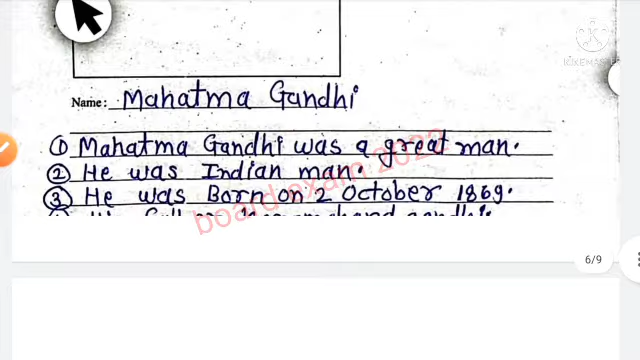 KINEMASTER
Name: Mahatma Gandhi
① Mahatma Gandhi was a great man.
② He was Indian man.
③ He was Born on 2 October 1869.
board exam 2022
gandhi
6/9